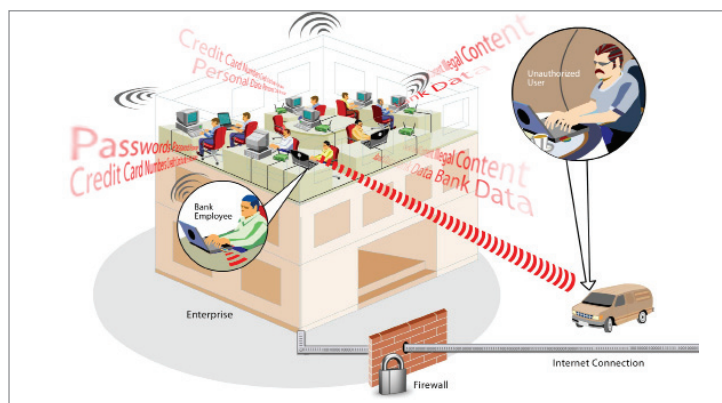 Credit Card Number
Personal Data
Illegal Content
Bank Data
Unauthorized
User
Passwords
Credit Card Numbers
Illegal Content
Data Bank Data
Bank
Employee
Enterprise
Internet Connection
Firewall